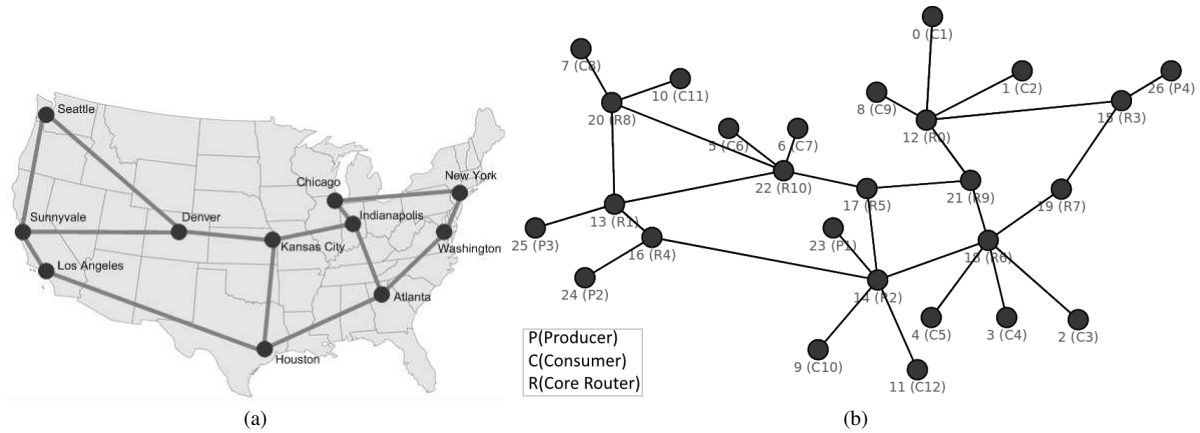 Seattle
Chicago
New York
Sunnyvale
Denver
Indianapolis
Kansas City
Washington
Los Angeles
Atlanta
Houston
(a)
0 (C1)
7 (C8)
10 (C11)
8 (C9)
1 (C2)
26 (P4)
20 (R8)
12 (R0)
15 (R3)
5 (C6)
6 (C7)
22 (R10)
17 (R5)
21 (R9)
19 (R7)
13 (R1)
25 (P3)
16 (R4)
23 (P1)
18 (R6)
24 (P2)
14 (R2)
4 (C5)
3 (C4)
2 (C3)
9 (C10)
11 (C12)
P(Producer)
C(Consumer)
R(Core Router)
(b)